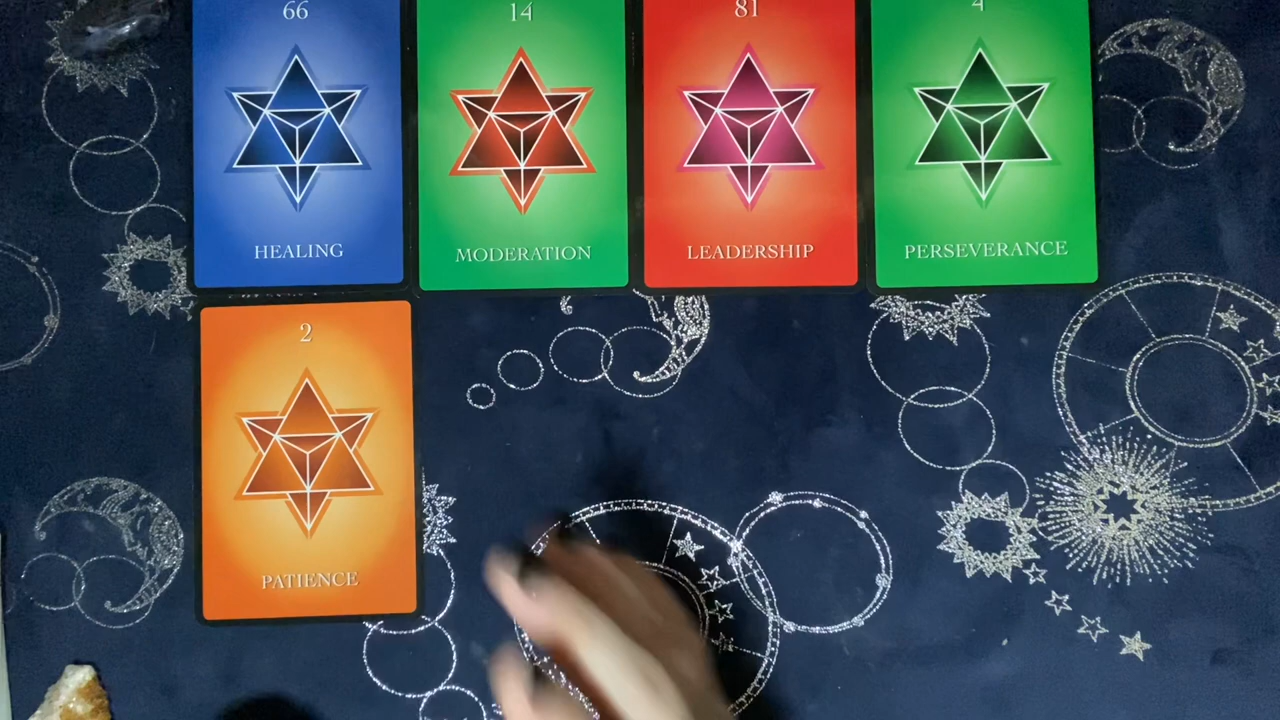 66
14
81
4
HEALING
MODERATION
LEADERSHIP
PERSEVERANCE
2
PATIENCE